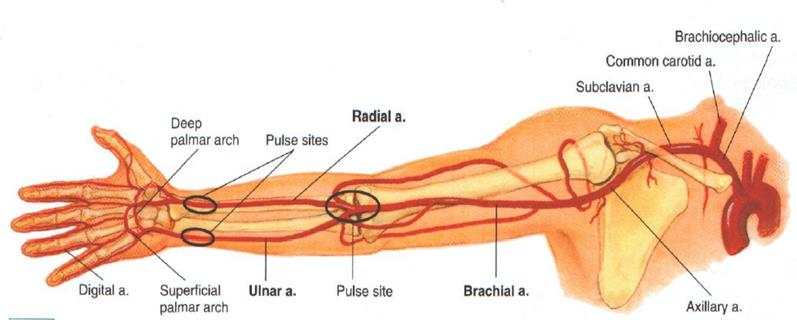 Brachiocephalic a.
Common carotid a.
Subclavian a.
Radial a.
Deep
palmar arch
Pulse sites
Digital a.
Superficial
palmar arch
Ulnar a.
Pulse site
Brachial a.
Axillary a.